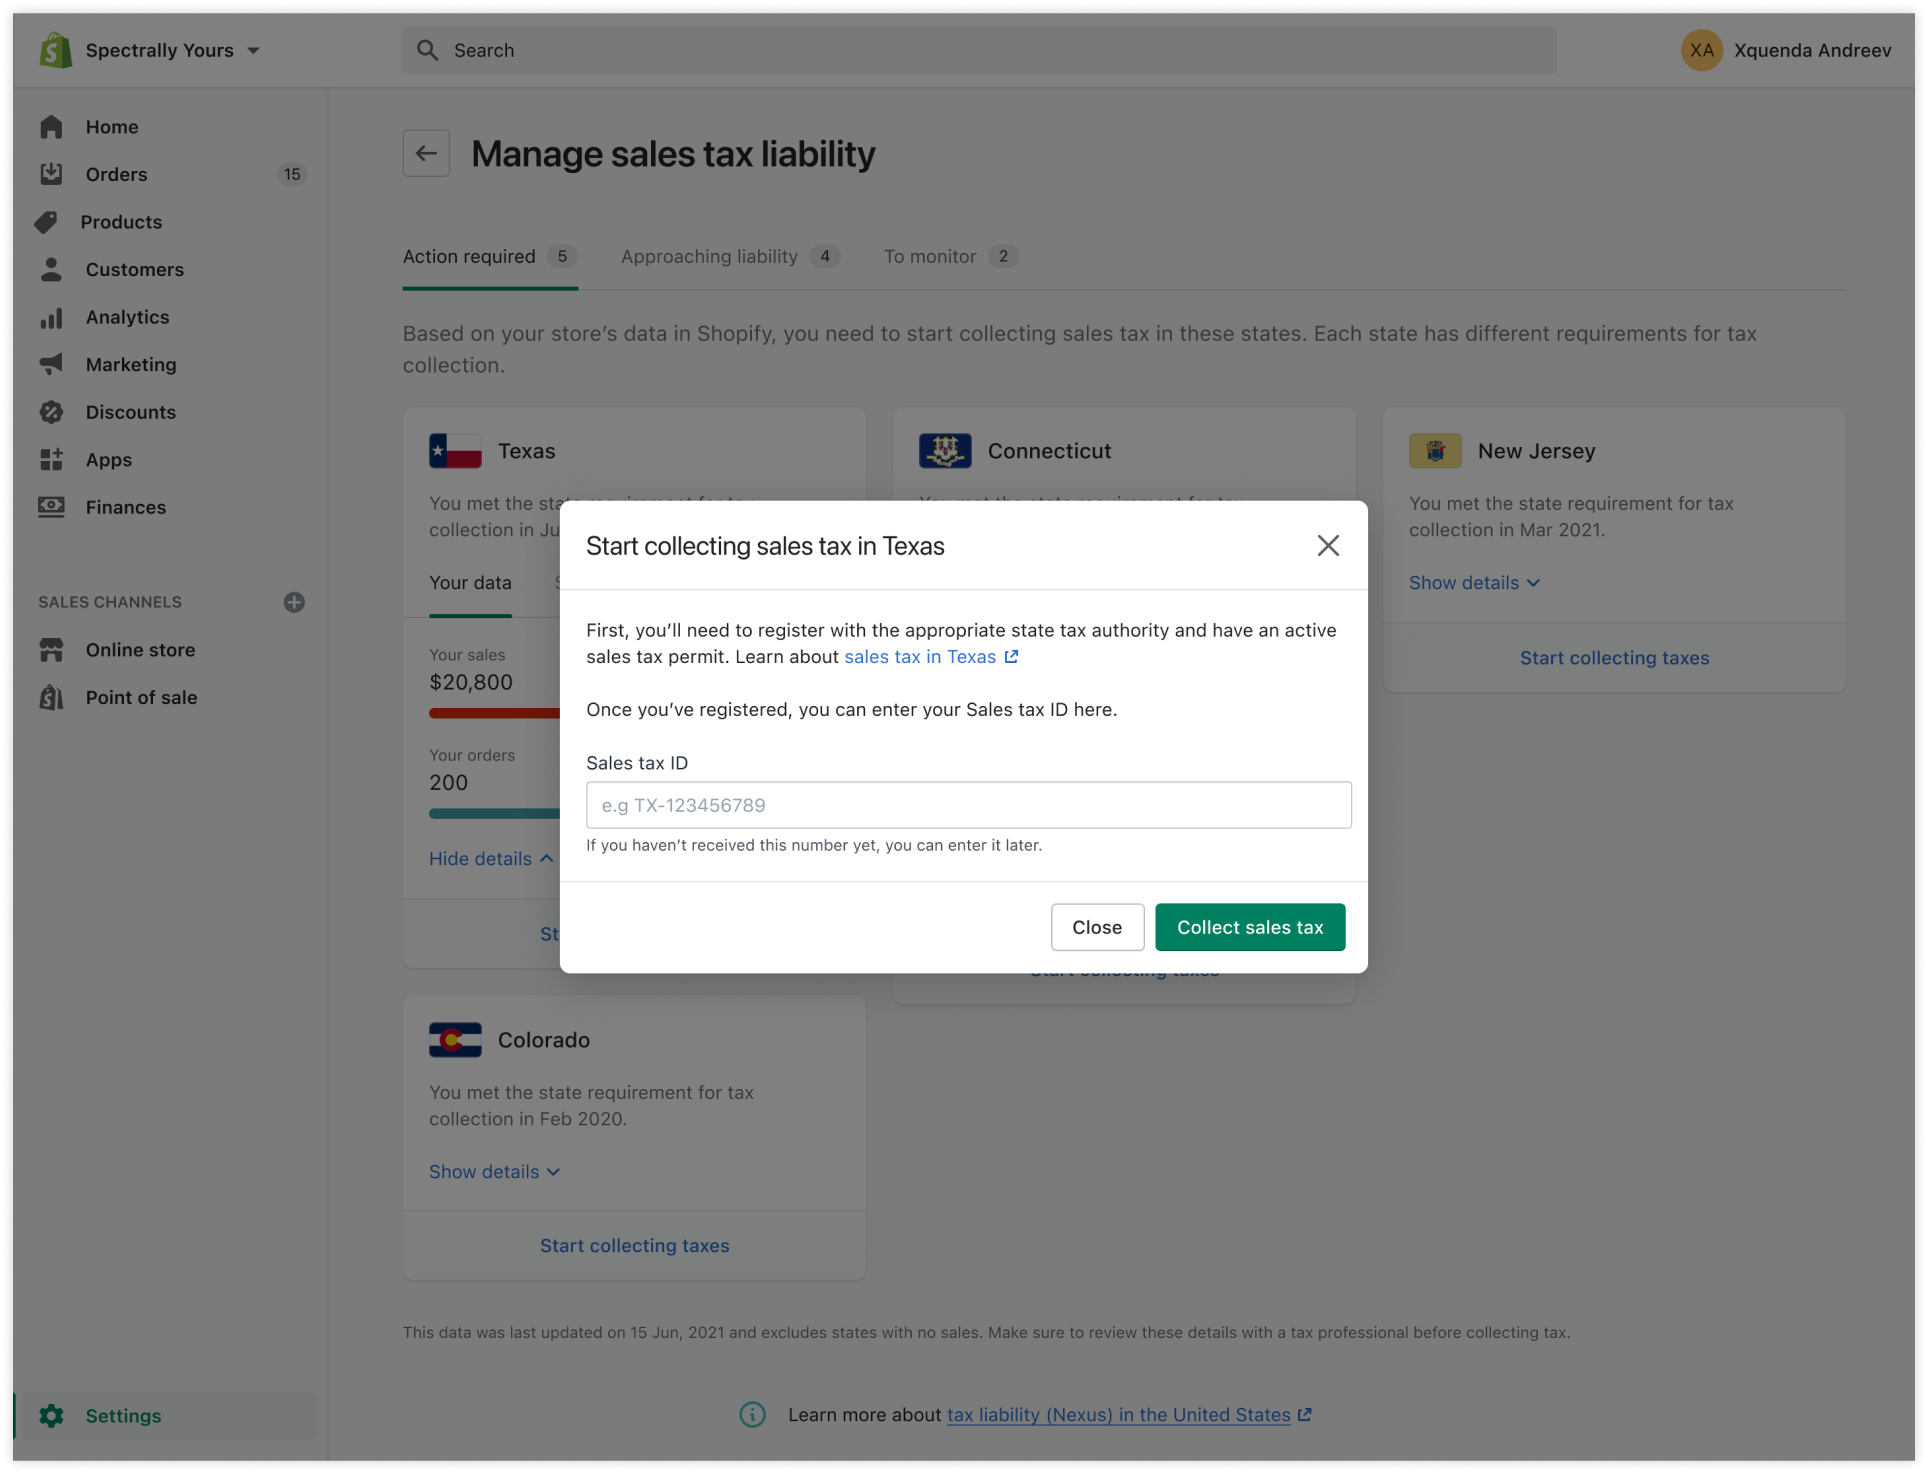 Spectrally Yours
Search
XA
Xquenda Andreev
Home
Orders 15
Products
Customers
Analytics
Marketing
Discounts
Apps
Finances
SALES CHANNELS
Online store
Point of sale
Settings
Manage sales tax liability
Action required 5
Approaching liability 4
To monitor 2
Based on your store’s data in Shopify, you need to start collecting sales tax in these states. Each state has different requirements for tax
collection.
Texas
You met the
collection in
Your data
Your sales
$20,800
Your orders
200
Hide details
Connecticut
New Jersey
You met the state requirement for tax
collection in Mar 2021.
Show details
Start collecting taxes
Start collecting sales tax in Texas
First, you’ll need to register with the appropriate state tax authority and have an active
sales tax permit. Learn about sales tax in Texas
Once you’ve registered, you can enter your Sales tax ID here.
Sales tax ID
e.g TX-123456789
If you haven’t received this number yet, you can enter it later.
Close
Collect sales tax
Colorado
You met the state requirement for tax
collection in Feb 2020.
Show details
Start collecting taxes
This data was last updated on 15 Jun, 2021 and excludes states with no sales. Make sure to review these details with a tax professional before collecting tax.
Learn more about tax liability (Nexus) in the United States